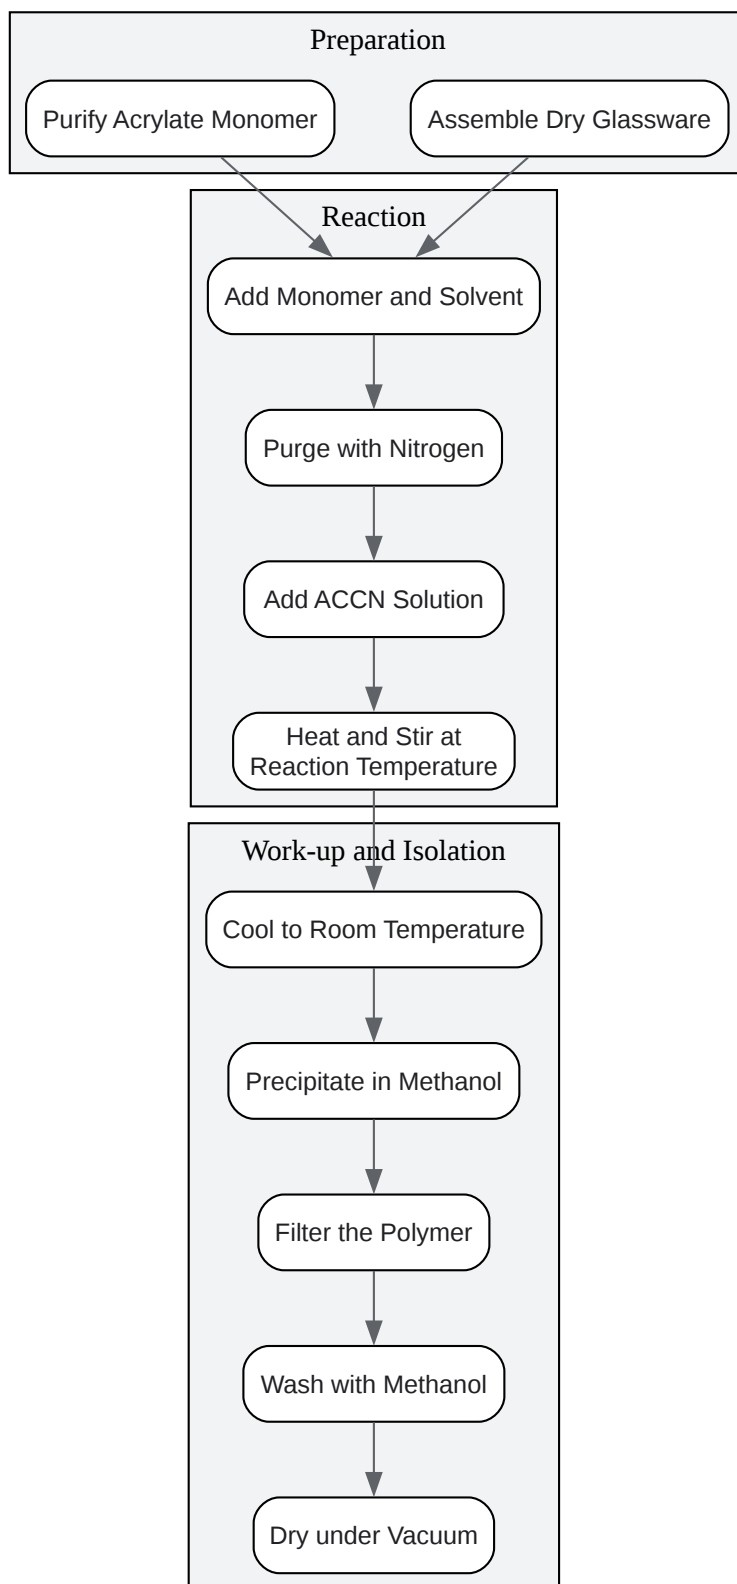 Preparation
Purify Acrylate Monomer
Assemble Dry Glassware
Reaction
Add Monomer and Solvent
Purge with Nitrogen
Add ACCN Solution
Heat and Stir at
Reaction Temperature
Work-up and Isolation
Cool to Room Temperature
Precipitate in Methanol
Filter the Polymer
Wash with Methanol
Dry under Vacuum